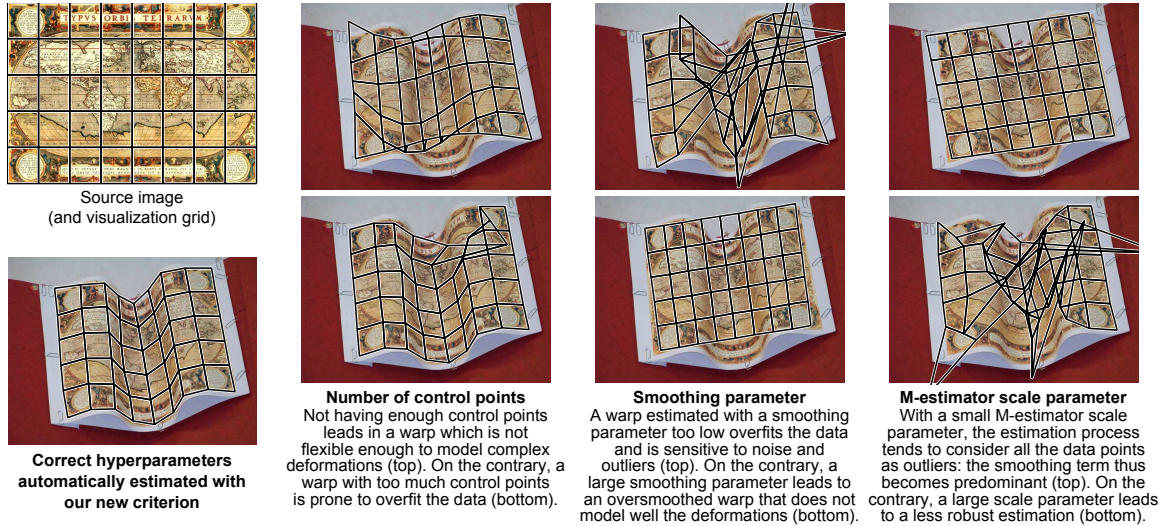 TYPVS ORBIS TERRARVM.
Source image
(and visualization grid)
Correct hyperparameters
automatically estimated with
our new criterion
Number of control points
Not having enough control points
leads in a warp which is not
flexible enough to model complex
deformations (top). On the contrary, a
warp with too much control points
is prone to overfit the data (bottom).
Smoothing parameter
A warp estimated with a smoothing
parameter too low overfits the data
and is sensitive to noise and
outliers (top). On the contrary, a
large smoothing parameter leads to
an oversmoothed warp that does not
model well the deformations (bottom).
M-estimator scale parameter
With a small M-estimator scale
parameter, the estimation process
tends to consider all the data points
as outliers: the smoothing term thus
becomes predominant (top). On the
contrary, a large scale parameter leads
to a less robust estimation (bottom).